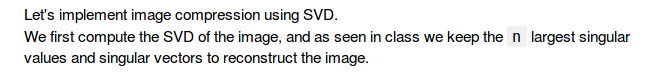 Let's implement image compression using SVD.
We first compute the SVD of the image, and as seen in class we keep the n largest singular
values and singular vectors to reconstruct the image.